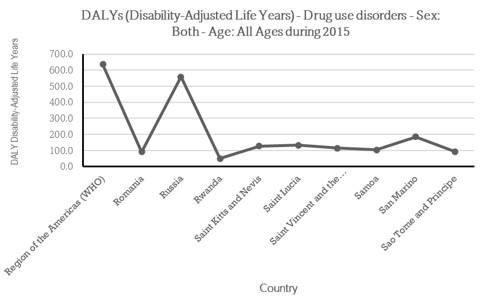 DALYs (Disability-Adjusted Life Years) - Drug use disorders - Sex:
Both - Age: All Ages during 2015
DALY Disability-Adjusted Life Years
700.0
600.0
500.0
400.0
300.0
200.0
100.0
0.0
Region of the Americas (WHO)
Romania
Russia
Rwanda
Saint Kitts and Nevis
Saint Lucia
Saint Vincent and the...
Samoa
San Marino
Sao Tome and Principe
Country